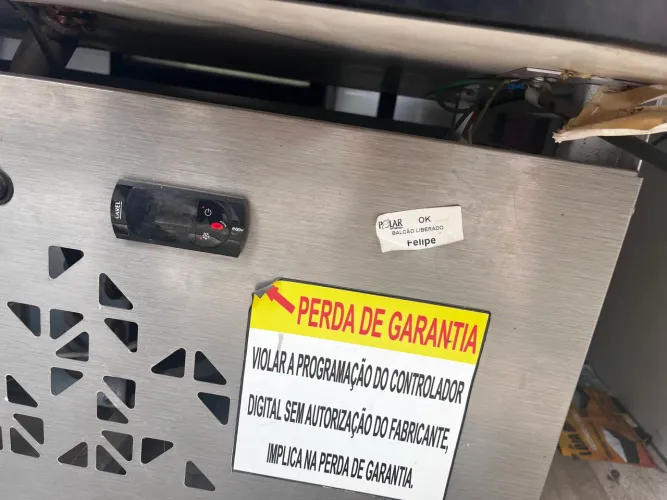 CAREL
POLAR
OK
BALCÃO LIBERADO
Felipe
PERDA DE GARANTIA
VIOLAR A PROGRAMAÇÃO DO CONTROLADOR
DIGITAL SEM AUTORIZAÇÃO DO FABRICANTE,
IMPLICA NA PERDA DE GARANTIA.